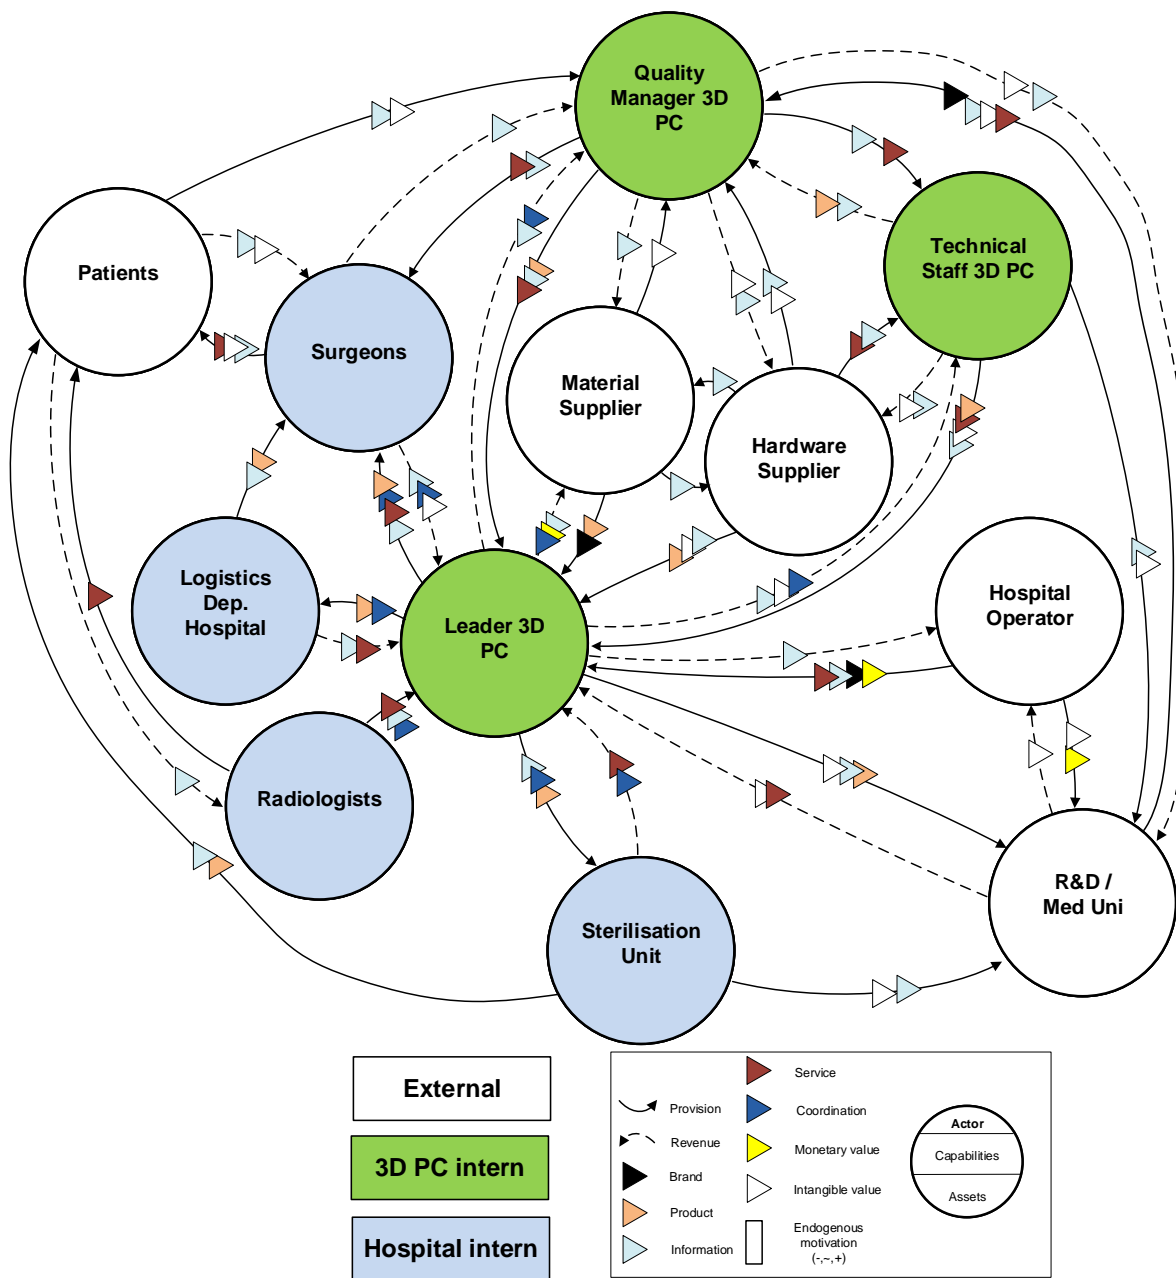 Quality
Manager 3D
PC
Technical
Staff 3D PC
Patients
Surgeons
Material
Supplier
Hardware
Supplier
Logistics
Dep.
Hospital
Leader 3D
PC
Hospital
Operator
Radiologists
Sterilisation
Unit
R&D /
Med Uni
External
3D PC intern
Hospital intern
Provision
Revenue
Brand
Product
Information
Service
Coordination
Monetary value
Intangible value
Endogenous
motivation
(-,~,+)
Actor
Capabilities
Assets